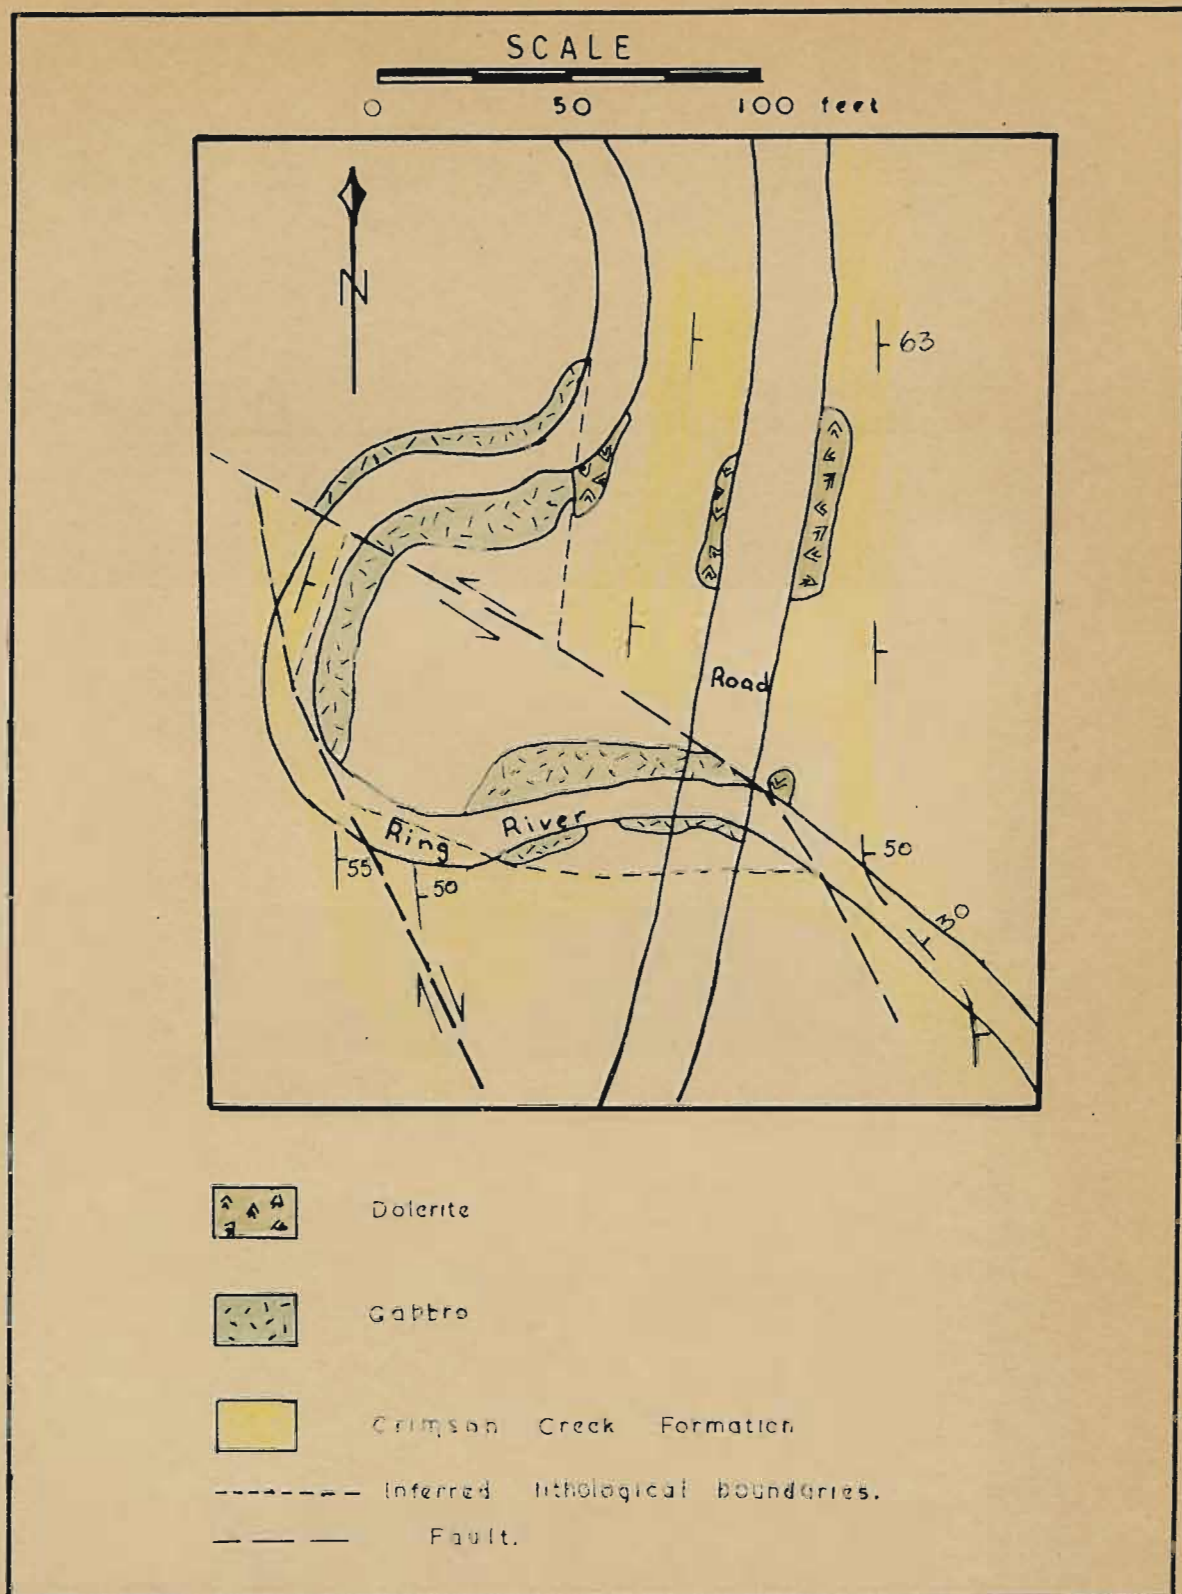 SCALE
0 50 100 feet
N
63
Road
Ring River
55
50
50
30
Dolerite
Gabbro
Crimson Creek Formation
Inferred lithological boundaries.
Fault.